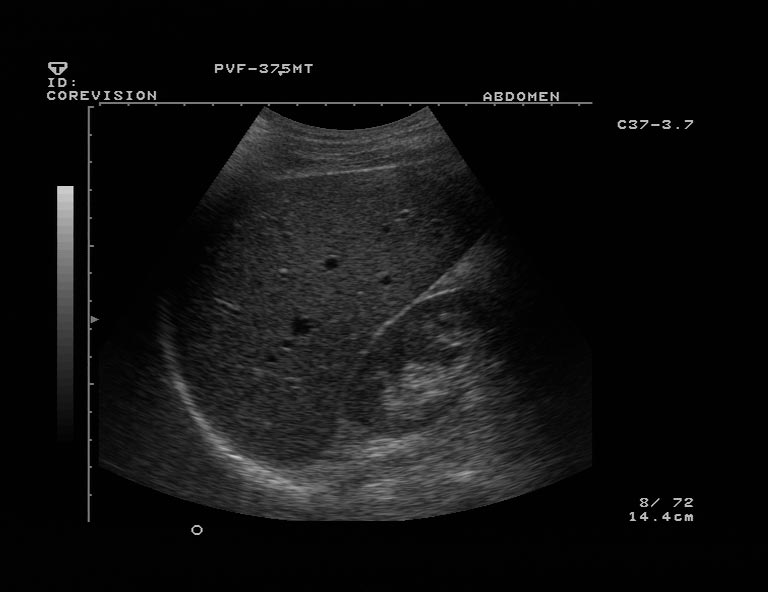 PVF-375MT
ID:
COREVISION
ABDOMEN
C37-3.7
8/ 72
14.4cm